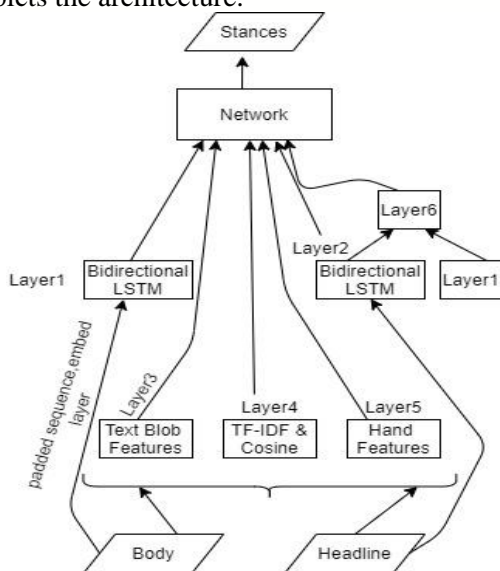 plets the architecture.
Stances
Network
Layer6
Layer2
Layer1
Bidirectional
LSTM
Bidirectional
LSTM
Layer1
padded sequence,embed
layer
Layer3
Layer4
Layer5
Text Blob
Features
TF-IDF &
Cosine
Hand
Features
Body
Headline